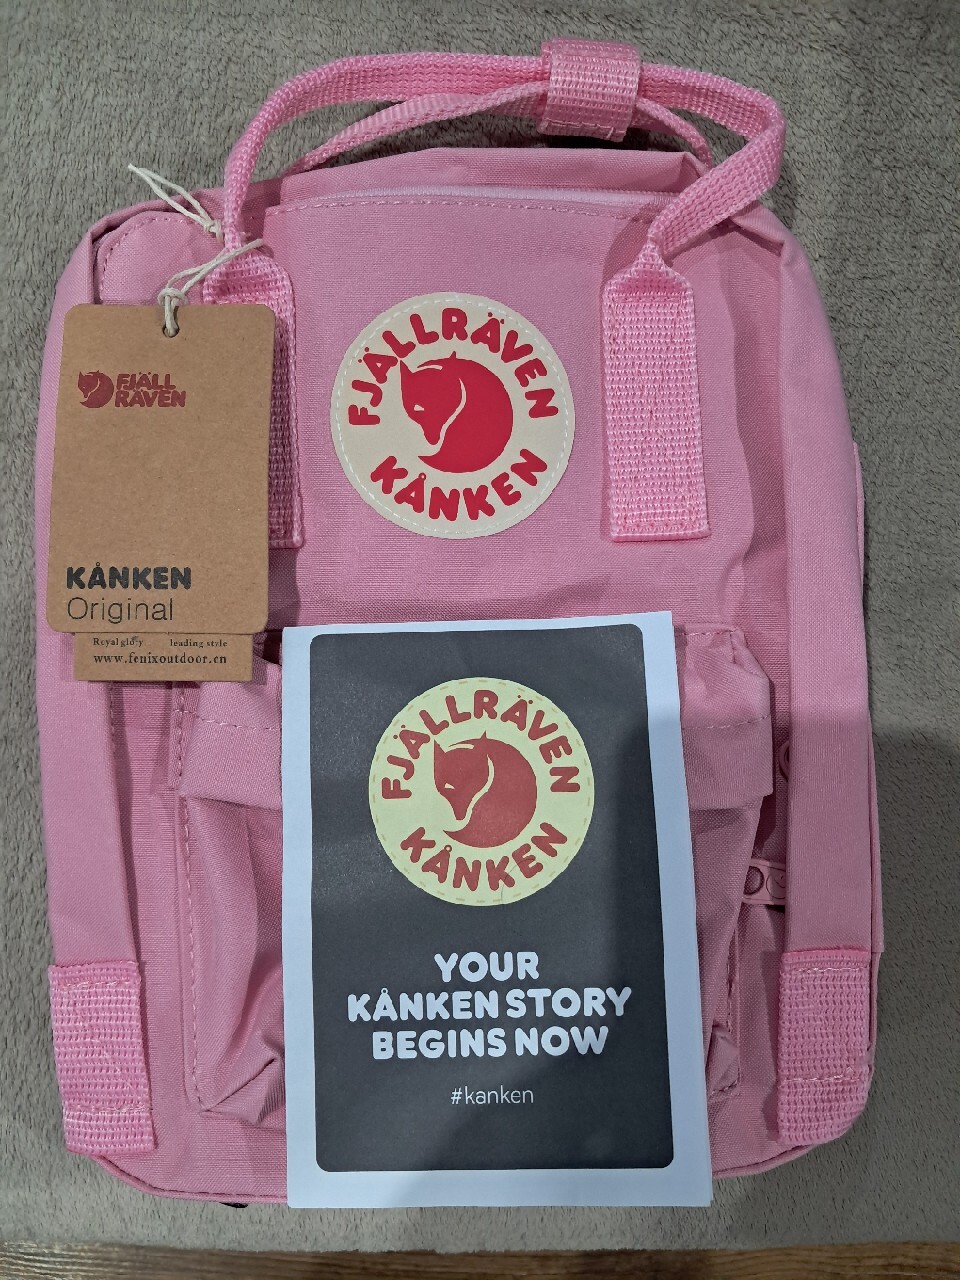 FJÄLLRÄVEN
KÅNKEN
FJÄLL
RÄVEN
KÅNKEN
Original
Royal glory leading style
www.fenixoutdoor.cn
FJÄLLRÄVEN
KÅNKEN
YOUR
KÅNKEN STORY
BEGINS NOW
#kanken